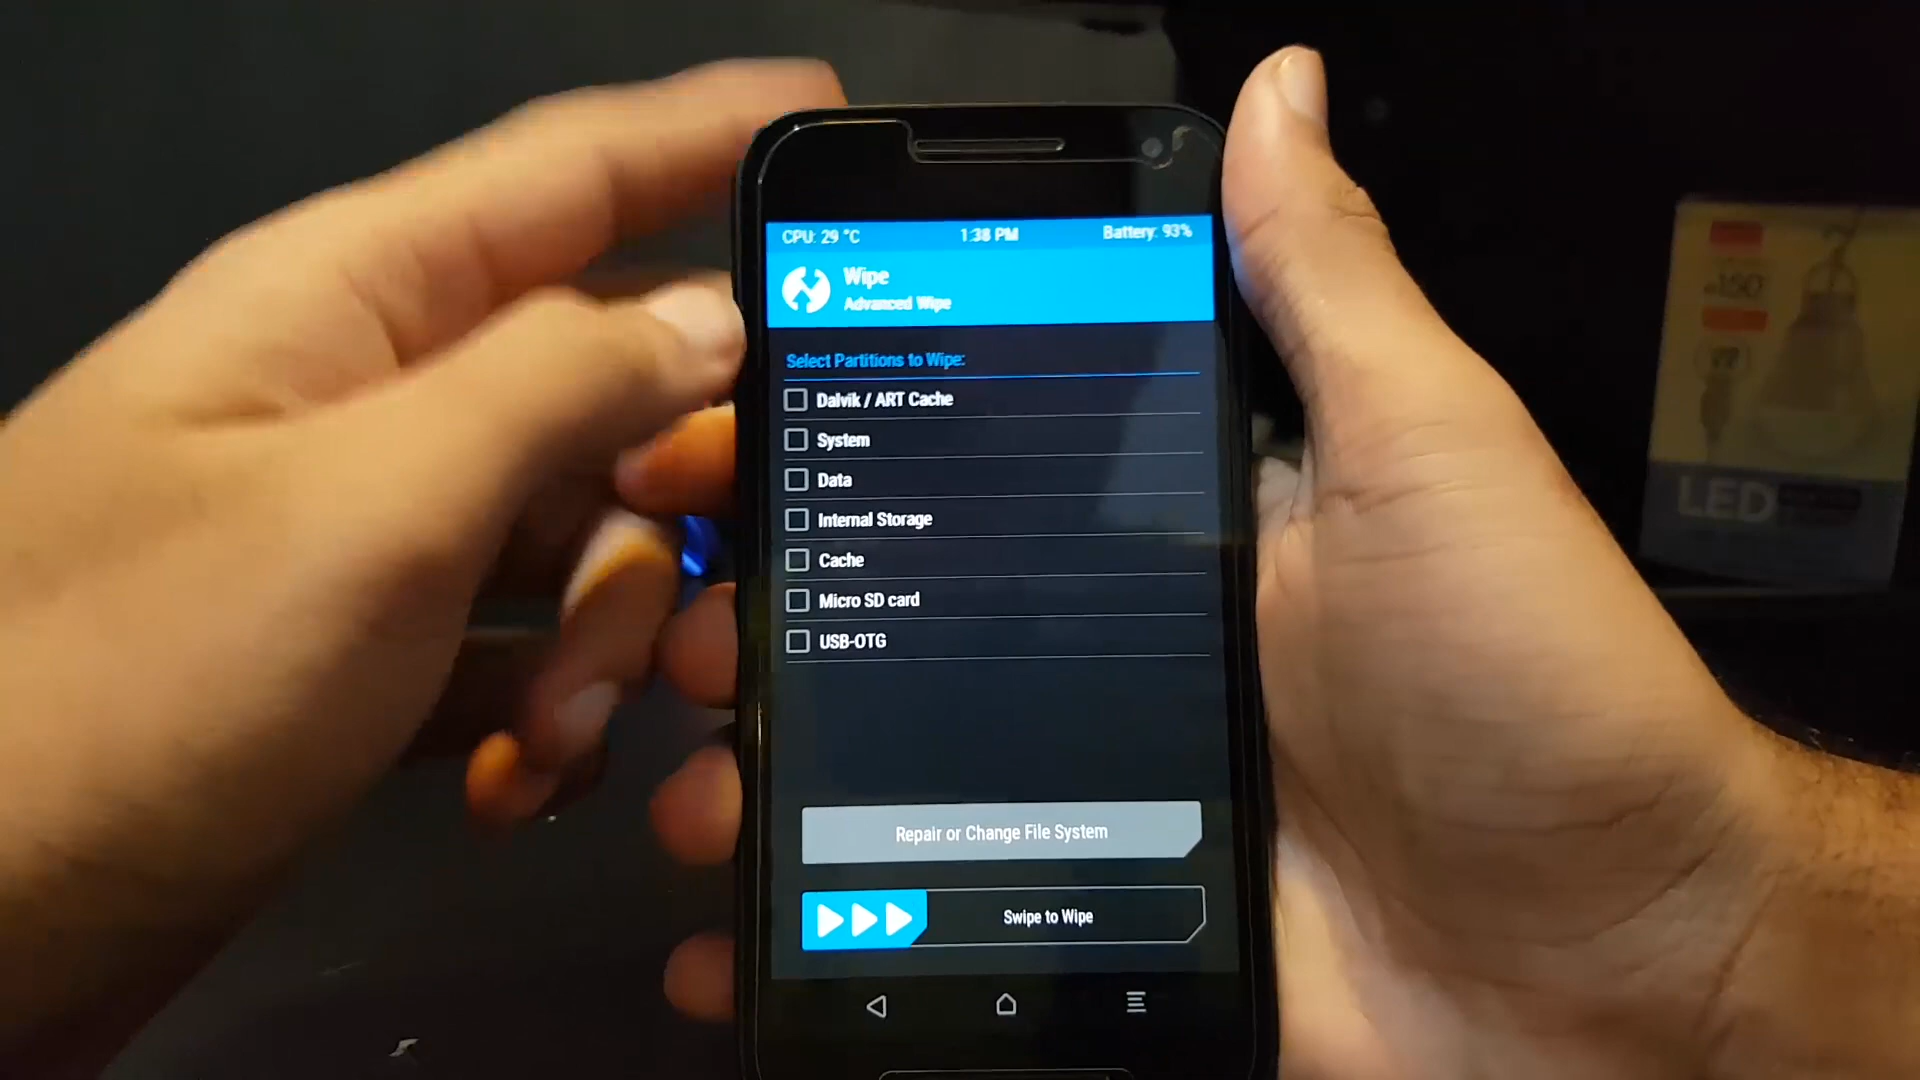 CPU: 29 °C 1:38 PM Battery: 93%
Wipe
Advanced Wipe
Select Partitions to Wipe:
Dalvik / ART Cache
System
Data
Internal Storage
Cache
Micro SD card
USB-OTG
Repair or Change File System
Swipe to Wipe
150
LED